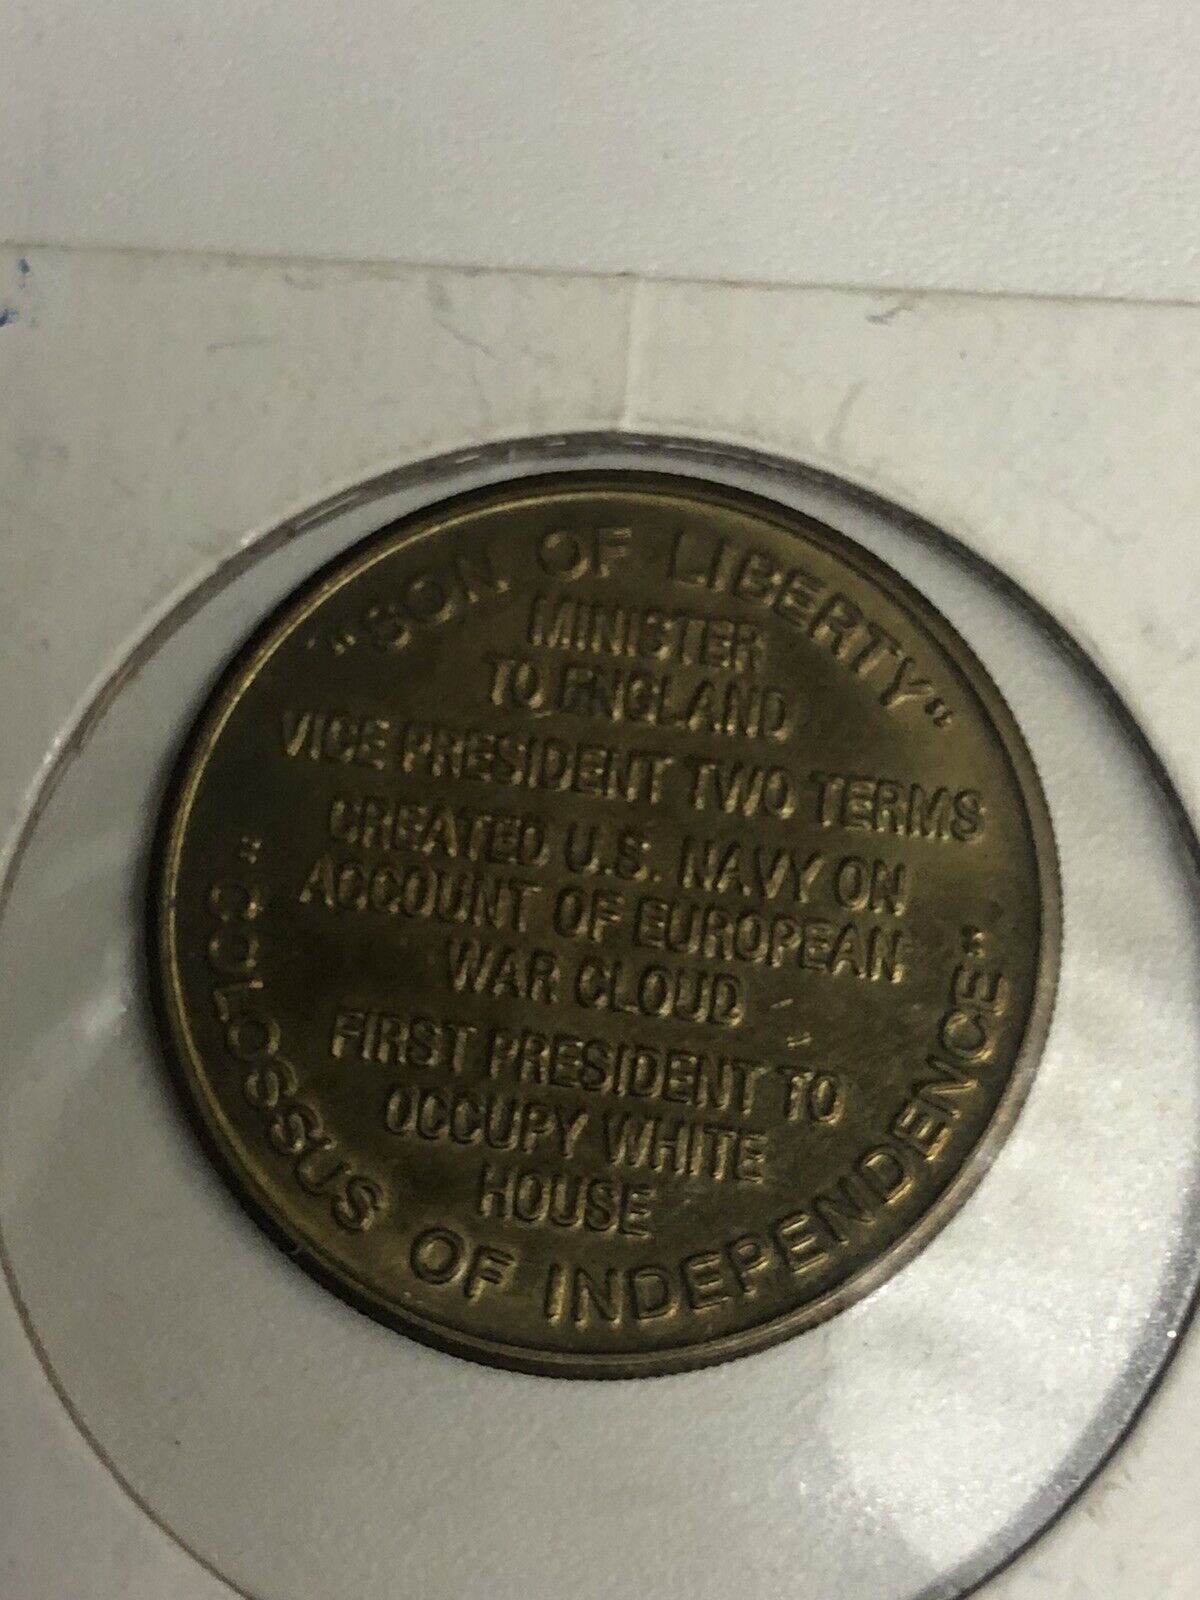 "SON OF LIBERTY"
MINISTER
TO ENGLAND
VICE PRESIDENT TWO TERMS
CREATED U.S. NAVY ON
ACCOUNT OF EUROPEAN
WAR CLOUD
FIRST PRESIDENT TO
OCCUPY WHITE
HOUSE
"COLOSSUS OF INDEPENDENCE"